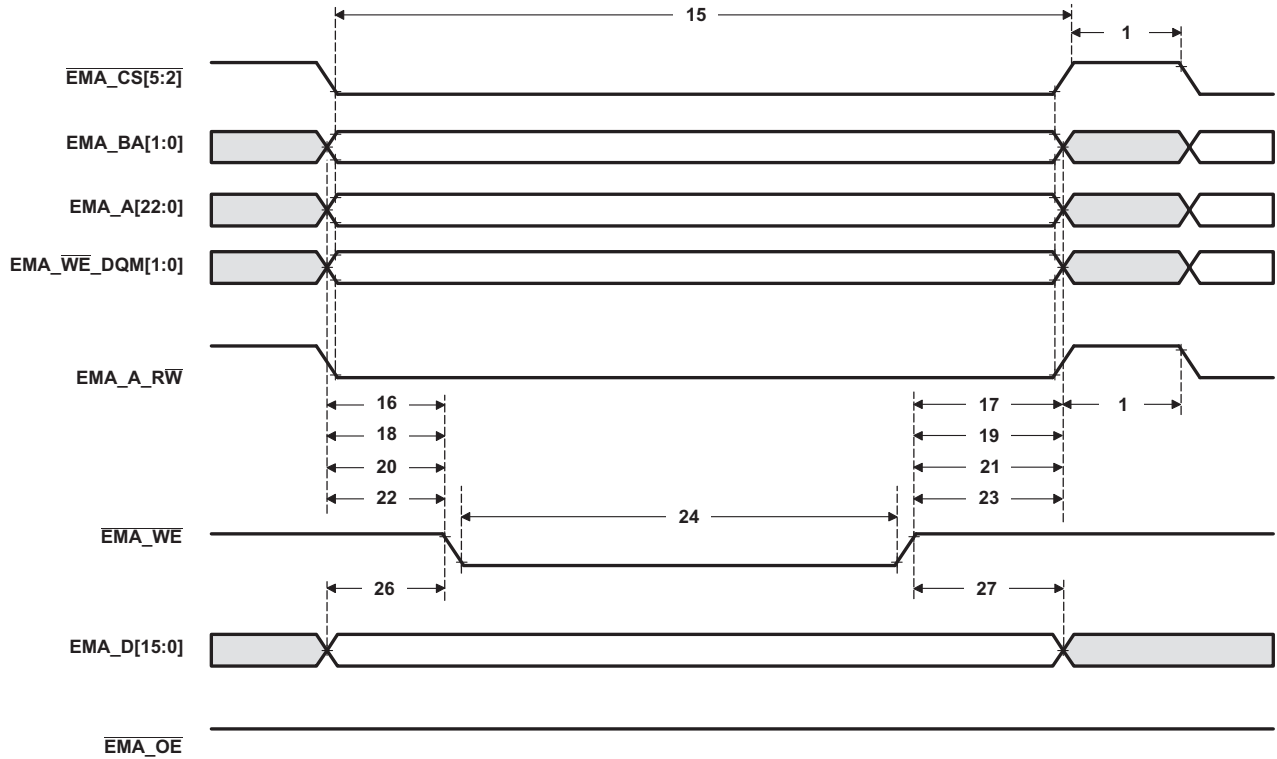 15
1
EMA_CS[5:2]
EMA_BA[1:0]
EMA_A[22:0]
EMA_WE_DQM[1:0]
EMA_A_RW
16 17 1
18 19
20 21
22 23
24
EMA_WE
26 27
EMA_D[15:0]
EMA_OE